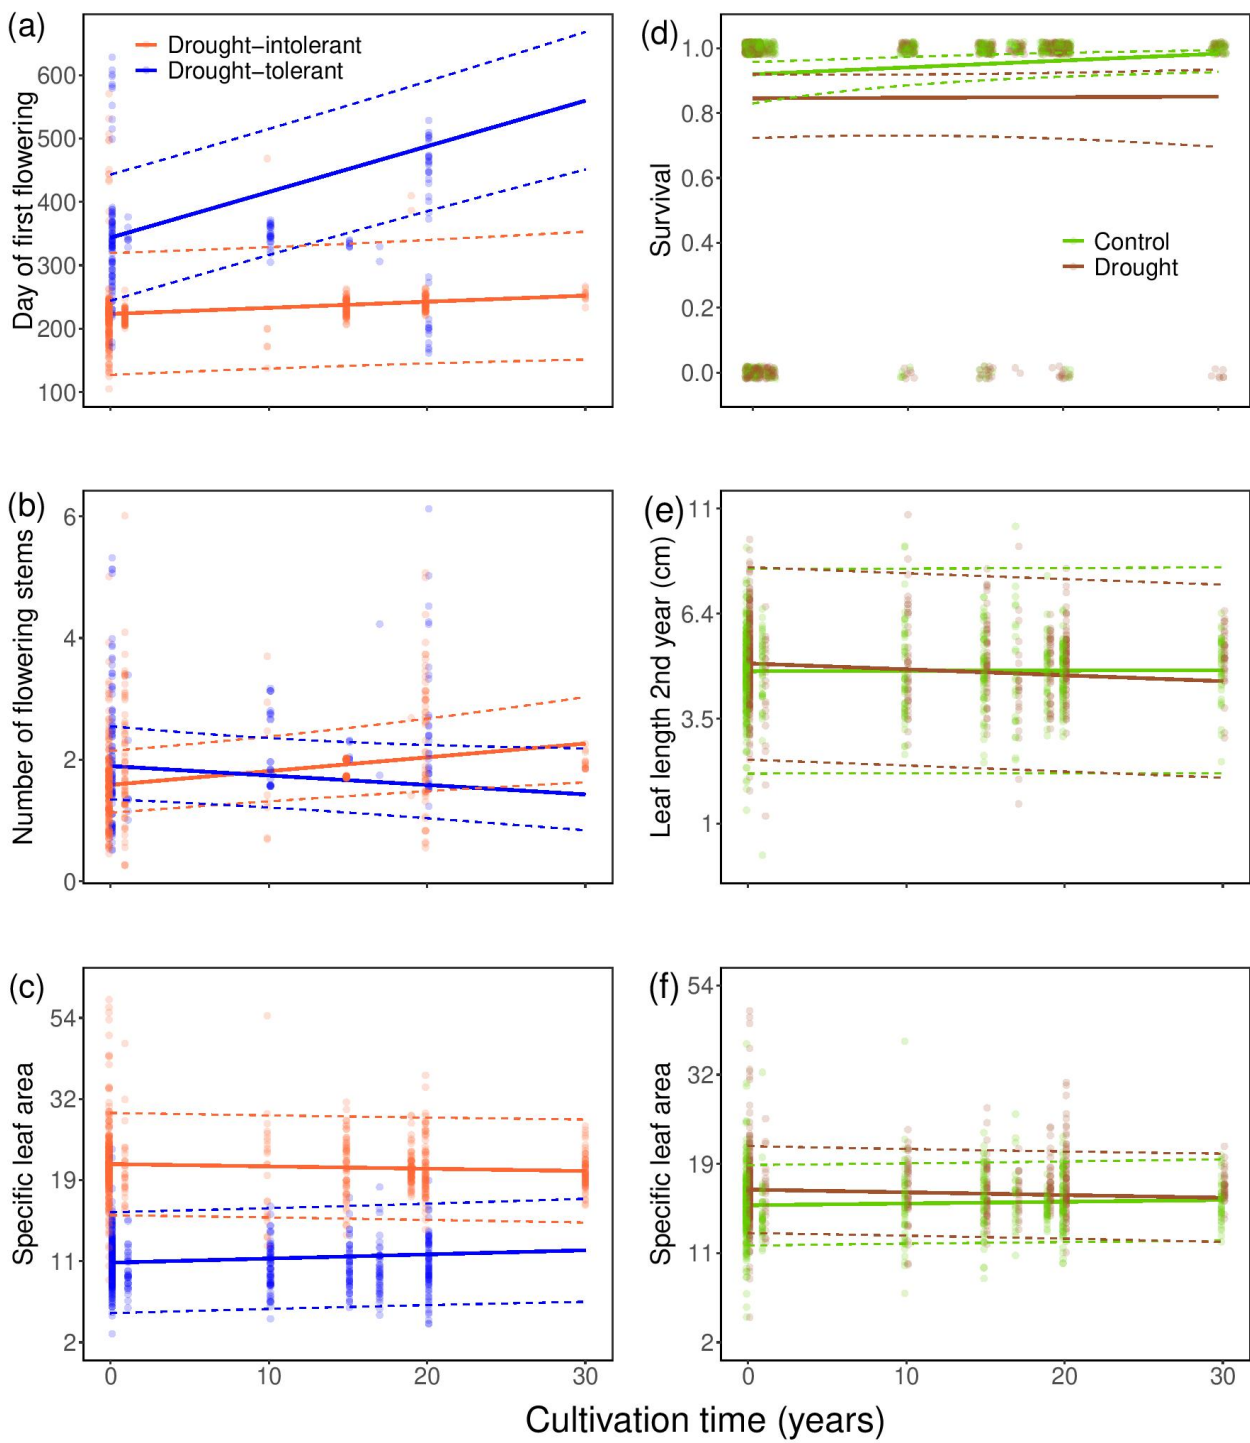 (a)
Drought−intolerant
Drought−tolerant
Day of first flowering
600
500
400
300
200
100
(d)
Control
Drought
Survival
1.0
0.8
0.6
0.4
0.2
0.0
(b)
Number of flowering stems
6
4
2
0
(e)
Leaf length 2nd year (cm)
11
6.4
3.5
1
(c)
Specific leaf area
54
32
19
11
2
0
10
20
30
(f)
Specific leaf area
54
32
19
11
2
0
10
20
30
Cultivation time (years)